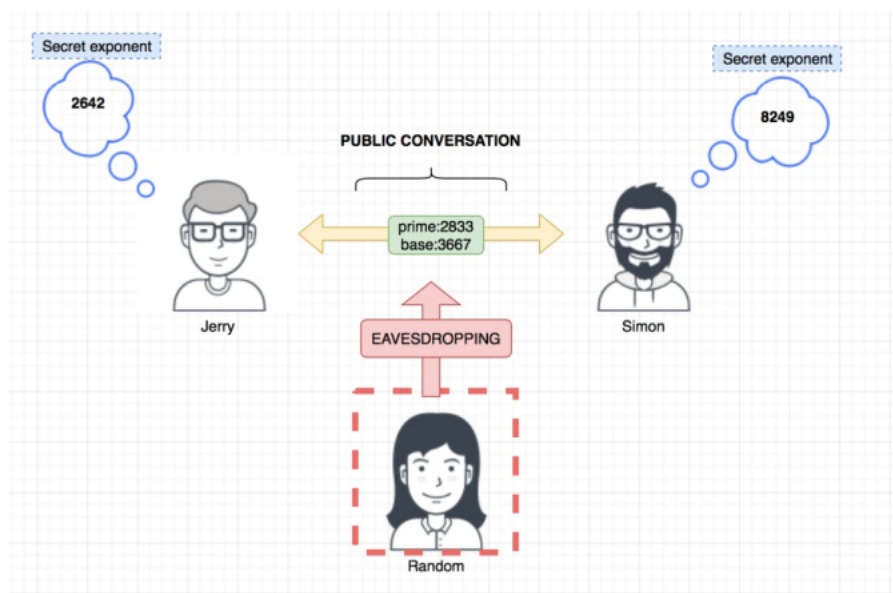 Secret exponent
2642
Secret exponent
8249
PUBLIC CONVERSATION
prime:2833
base:3667
Jerry
Simon
EAVESDROPPING
Random